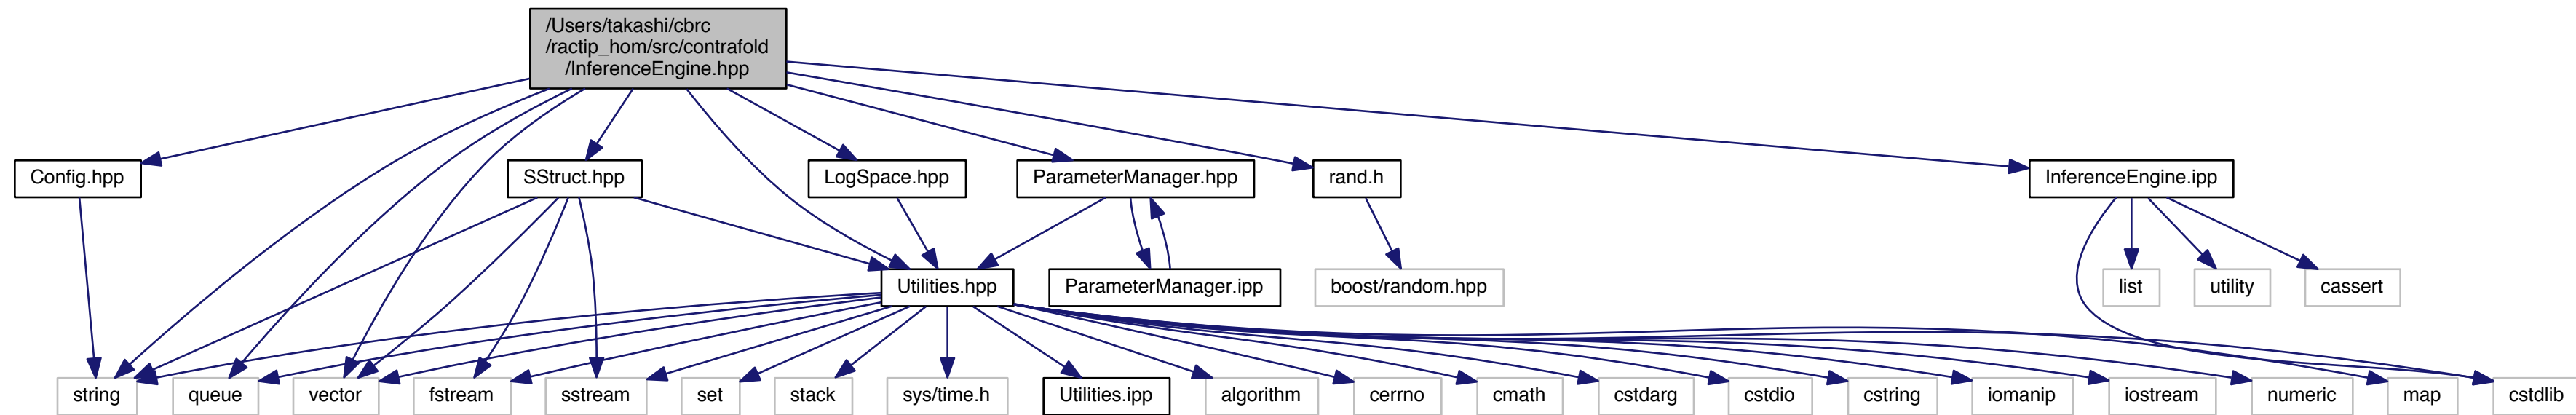 /Users/takashi/cbrc
/ractip_hom/src/contrafold
/InferenceEngine.hpp
Config.hpp
SStruct.hpp
LogSpace.hpp
ParameterManager.hpp
rand.h
InferenceEngine.ipp
Utilities.hpp
ParameterManager.ipp
boost/random.hpp
list
utility
cassert
string
queue
vector
fstream
sstream
set
stack
sys/time.h
Utilities.ipp
algorithm
cerrno
cmath
cstdarg
cstdio
cstring
iomanip
iostream
numeric
map
cstdlib